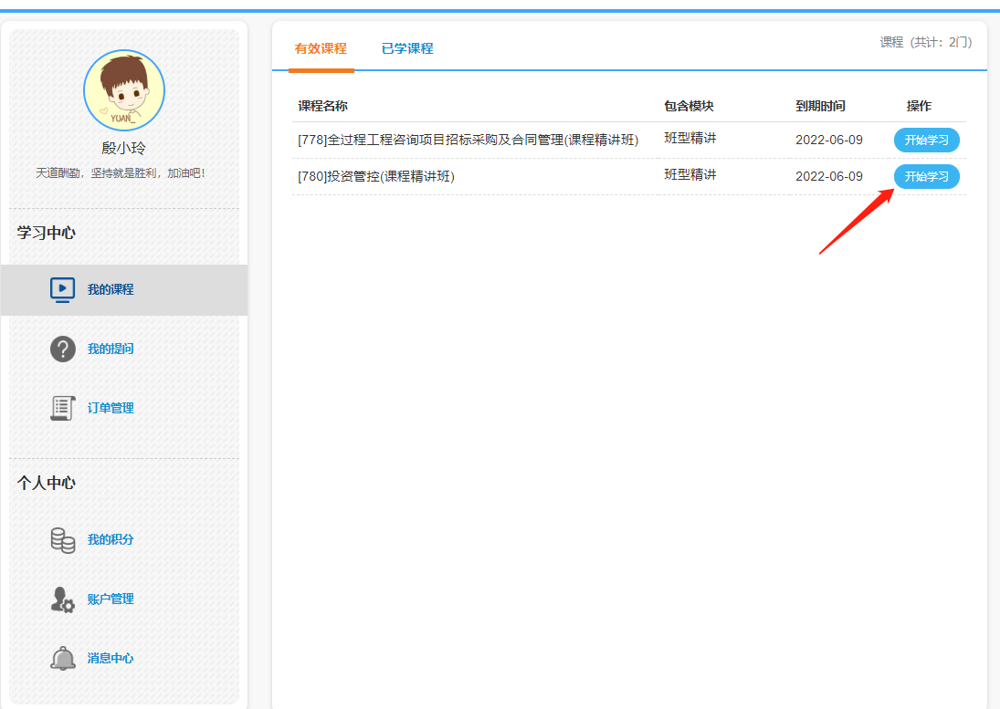 YUAN_
殷小玲
天道酬勤，坚持就是胜利，加油吧！
学习中心
我的课程
我的提问
订单管理
个人中心
我的积分
账户管理
消息中心
有效课程 已学课程 课程（共计：2门）
课程名称 包含模块 到期时间 操作
[778]全过程工程咨询项目招标采购及合同管理(课程精讲班) 班型精讲 2022-06-09 开始学习
[780]投资管控(课程精讲班) 班型精讲 2022-06-09 开始学习